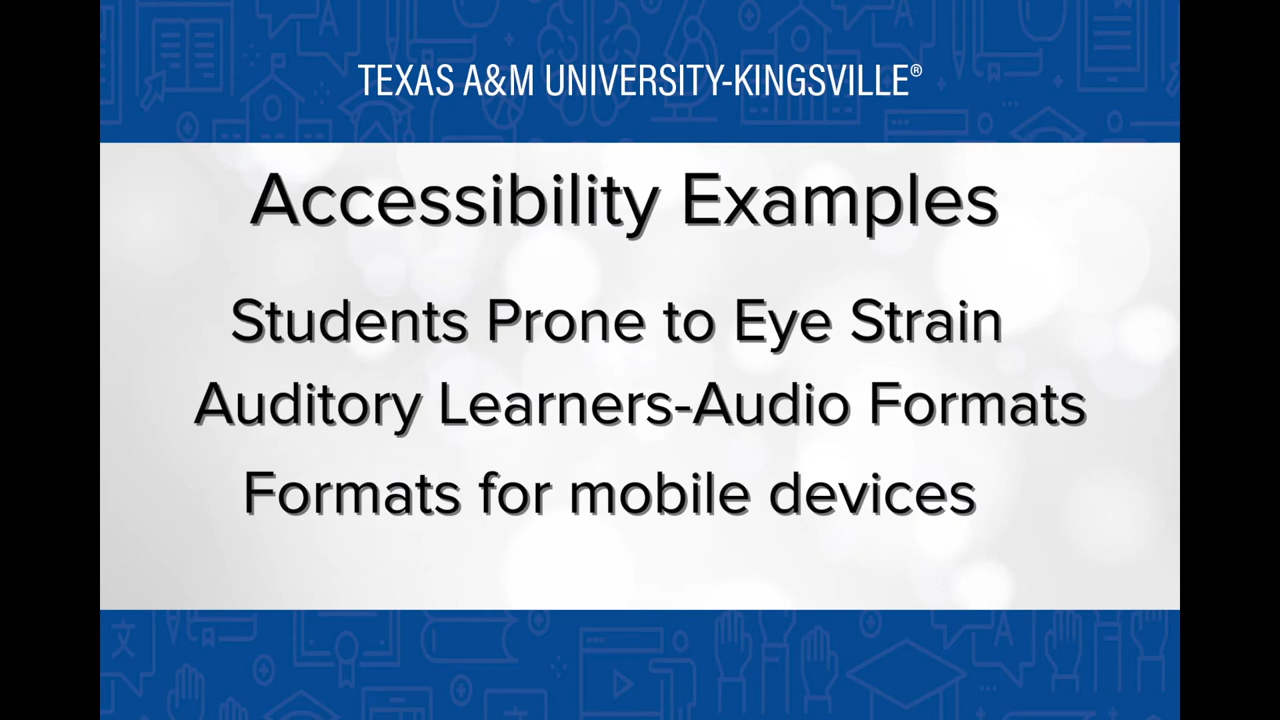 TEXAS A&M UNIVERSITY-KINGSVILLE®
Accessibility Examples
Students Prone to Eye Strain
Auditory Learners-Audio Formats
Formats for mobile devices